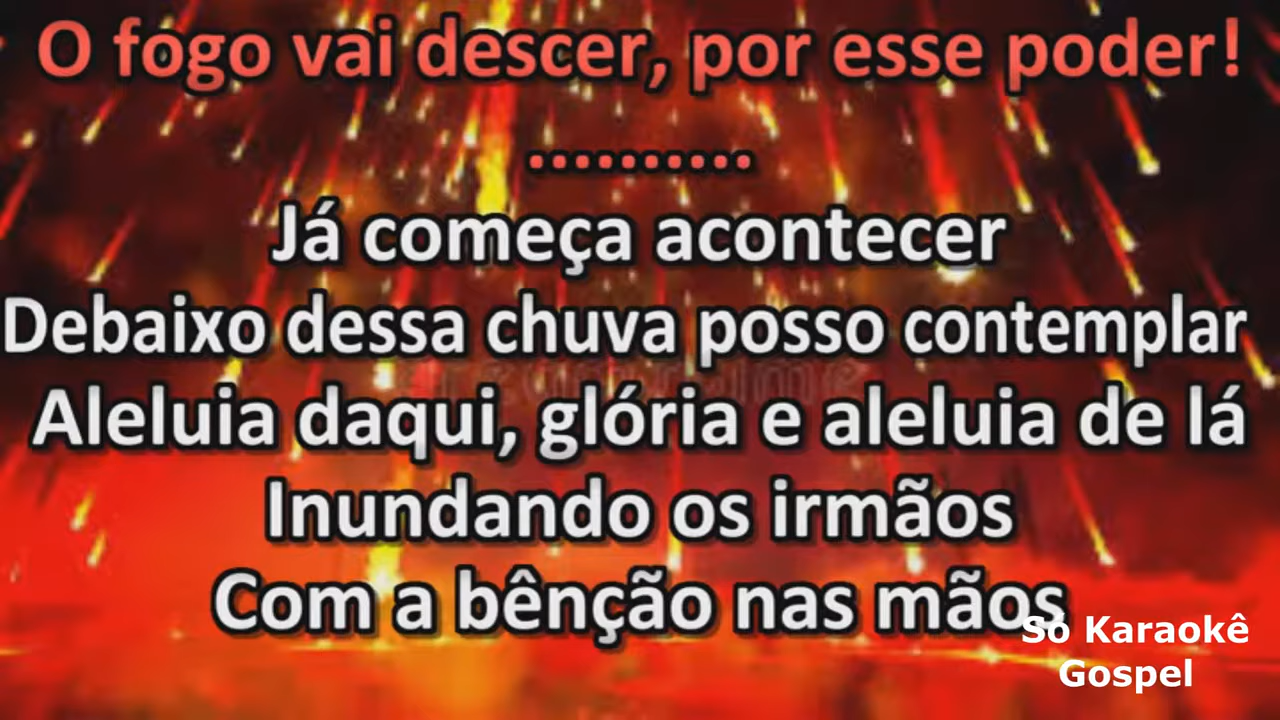 O fogo vai descer, por esse poder!
..........
Já começa acontecer
Debaixo dessa chuva posso contemplar
Aleluia daqui, glória e aleluia de lá
Inundando os irmãos
Com a bênção nas mãos
Só Karaokê
Gospel